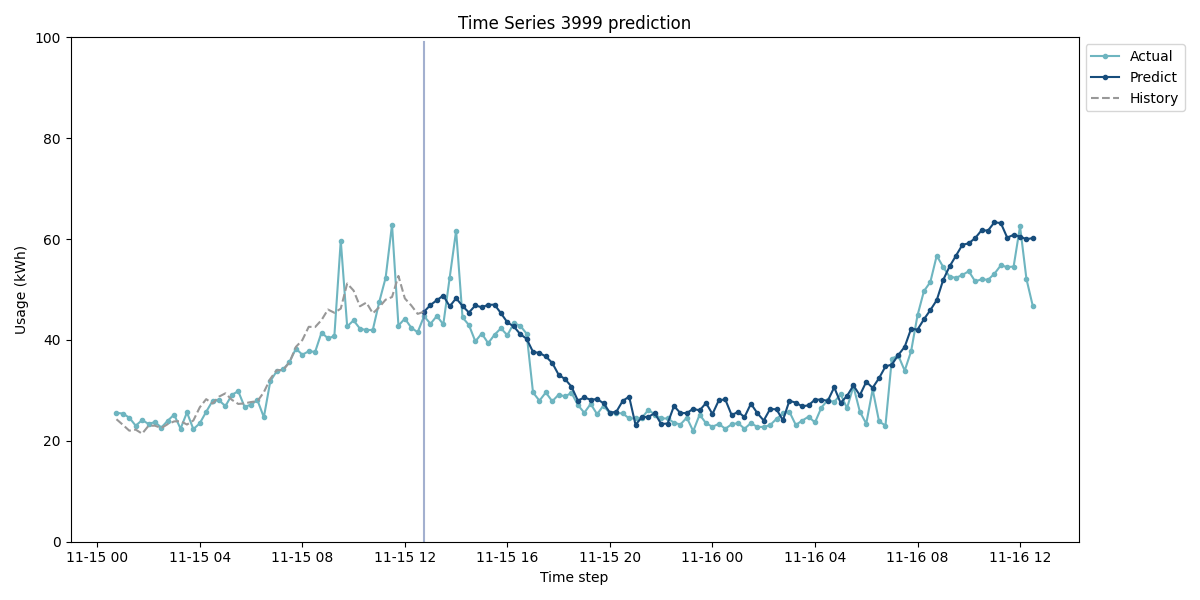 Time Series 3999 prediction
100
80
60
40
20
0
Usage (kWh)
11-15 00
11-15 04
11-15 08
11-15 12
11-15 16
11-15 20
11-16 00
11-16 04
11-16 08
11-16 12
Time step
Actual
Predict
History